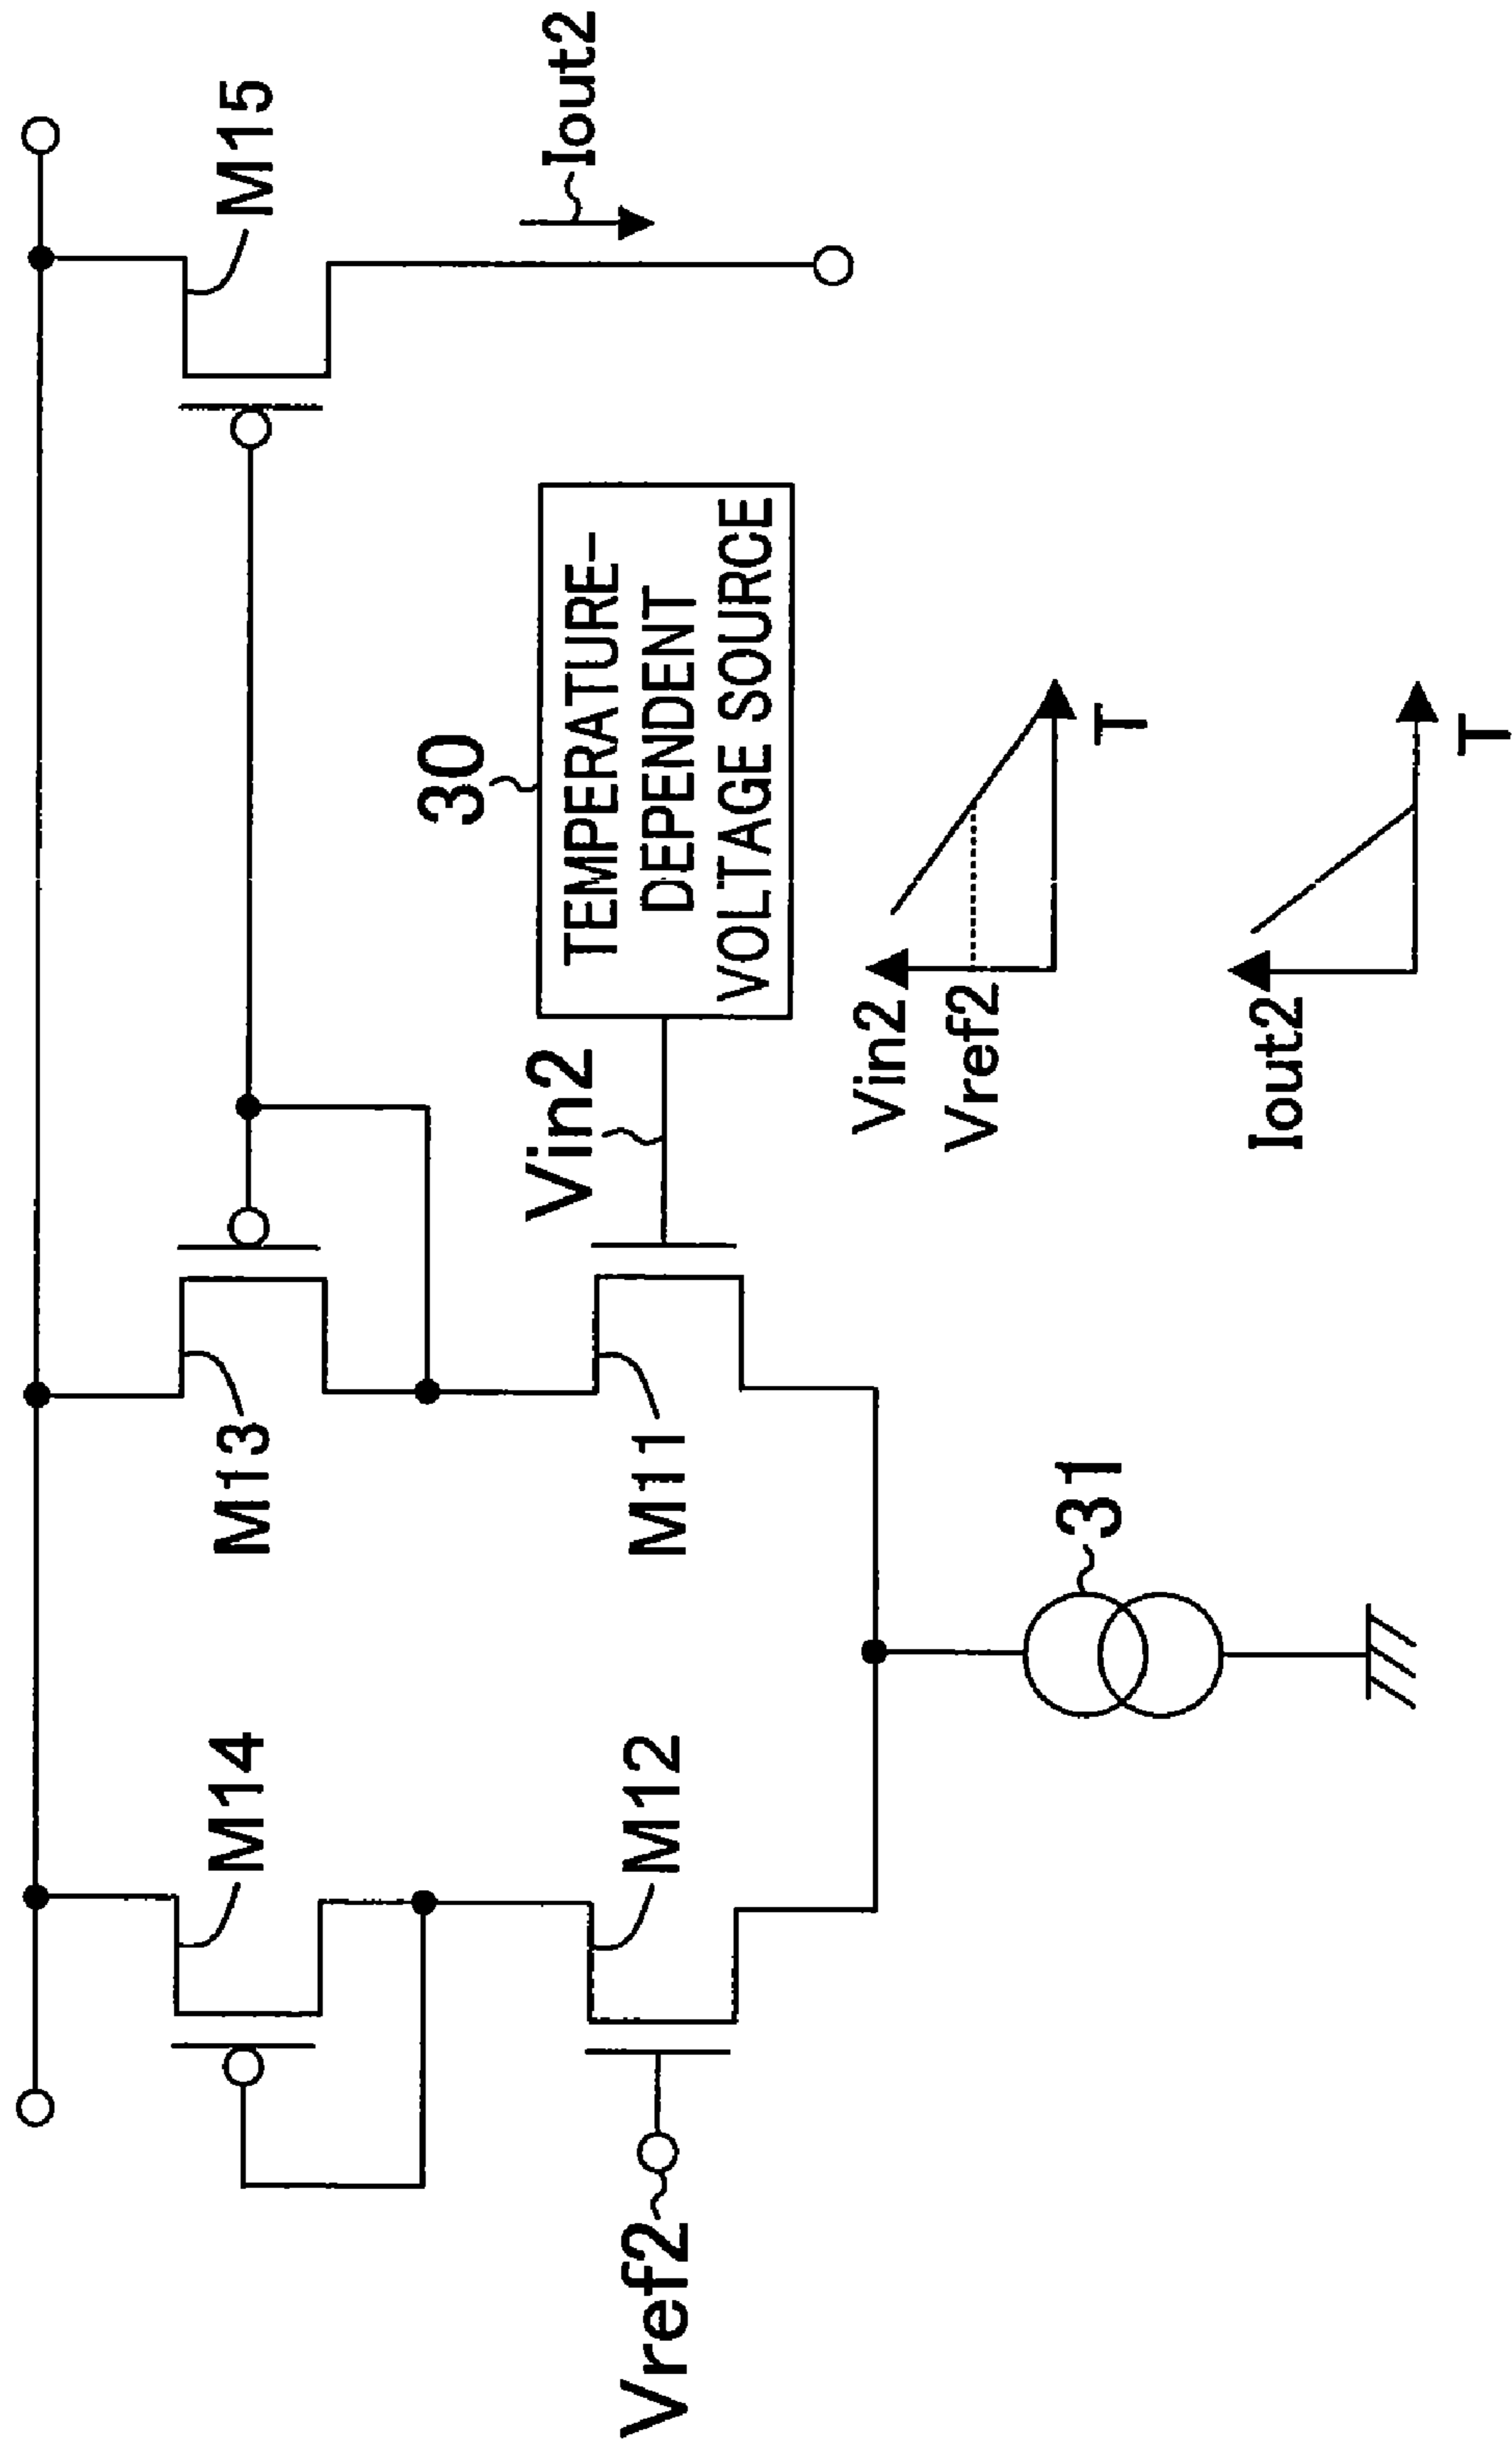 M14
M13
M15
Iout2
30
TEMPERATURE-
DEPENDENT
VOLTAGE SOURCE
Vin2
Vref2
M12
M11
31
Vin2
Vref2
T
Iout2
T